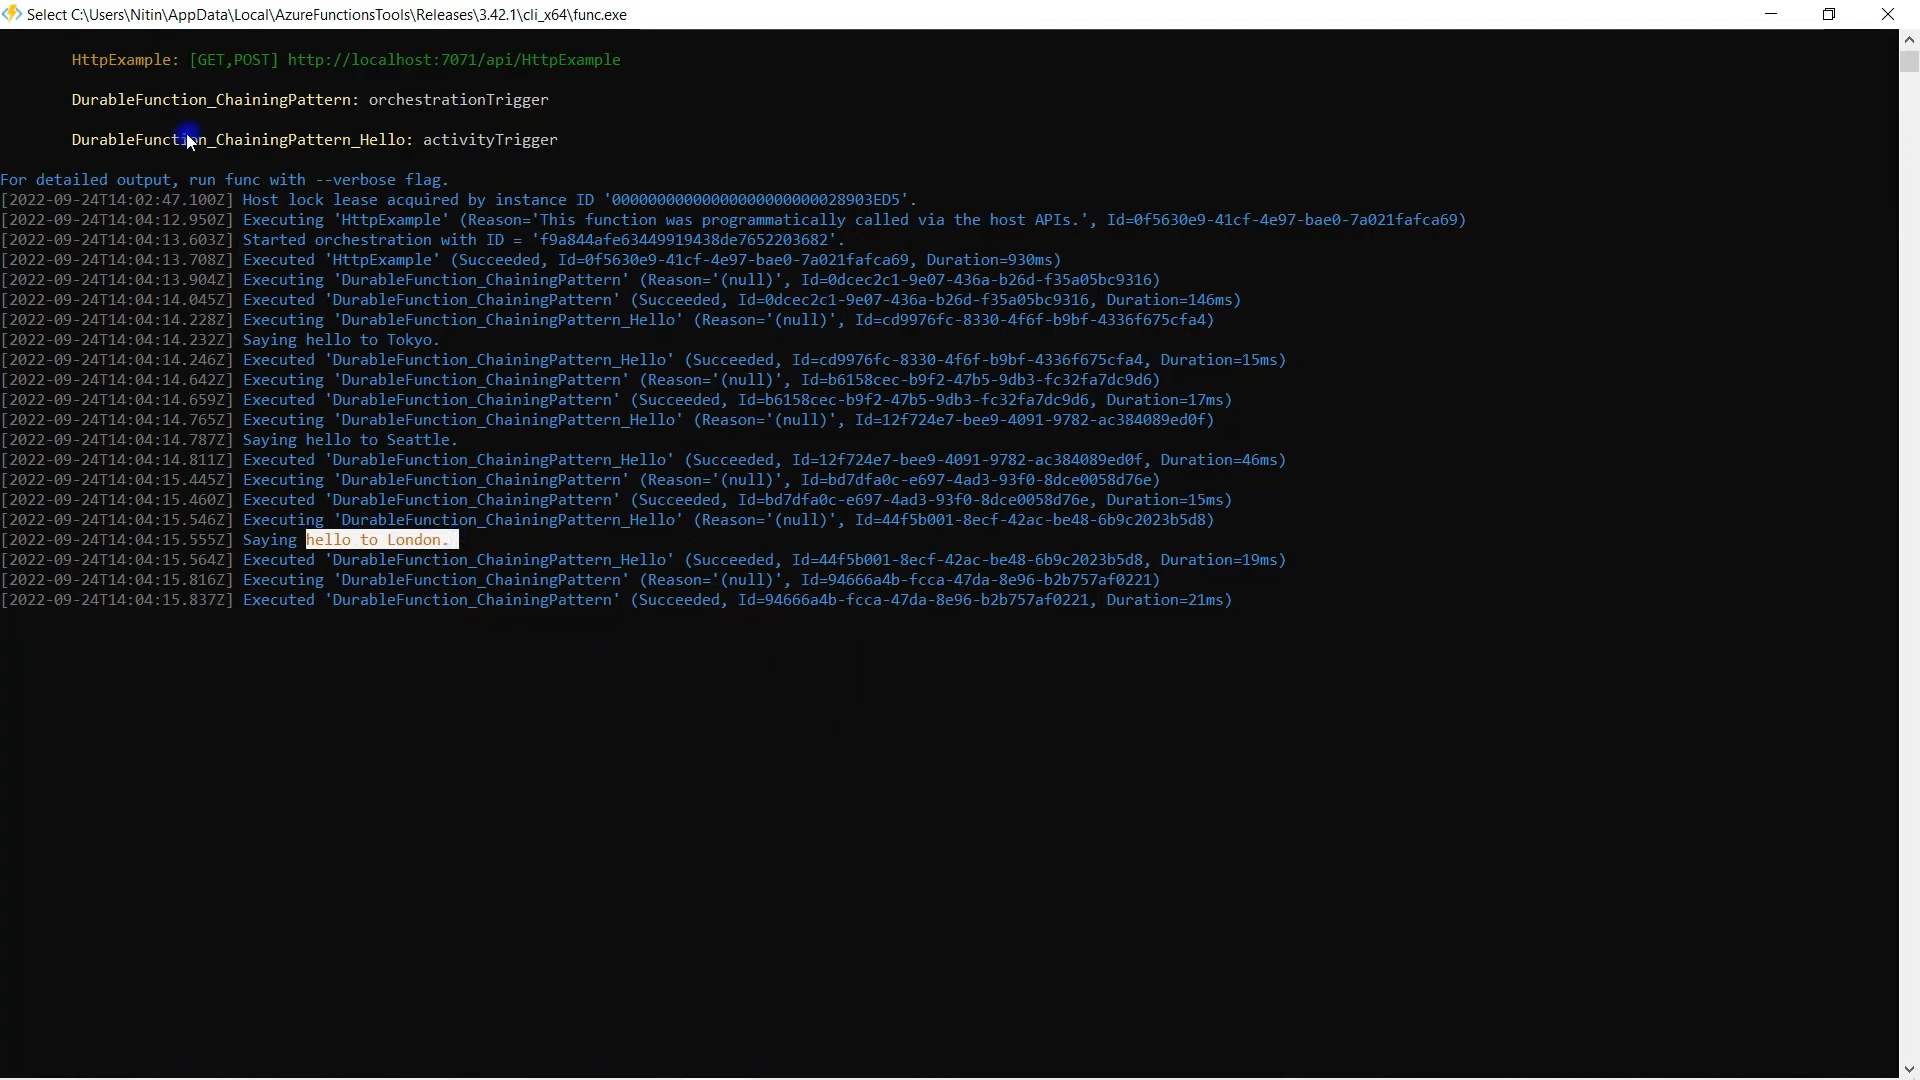 Select C:\Users\Nitin\AppData\Local\AzureFunctionsTools\Releases\3.42.1\cli_x64\func.exe
HttpExample: [GET,POST] http://localhost:7071/api/HttpExample
DurableFunction_ChainingPattern: orchestrationTrigger
DurableFunction_ChainingPattern_Hello: activityTrigger
For detailed output, run func with --verbose flag.
[2022-09-24T14:02:47.100Z] Host lock lease acquired by instance ID '000000000000000000000000028903ED5'.
[2022-09-24T14:04:12.950Z] Executing 'HttpExample' (Reason='This function was programmatically called via the host APIs.', Id=0f5630e9-41cf-4e97-bae0-7a021fafca69)
[2022-09-24T14:04:13.603Z] Started orchestration with ID = 'f9a844afe63449919438de7652203682'.
[2022-09-24T14:04:13.708Z] Executed 'HttpExample' (Succeeded, Id=0f5630e9-41cf-4e97-bae0-7a021fafca69, Duration=930ms)
[2022-09-24T14:04:13.904Z] Executing 'DurableFunction_ChainingPattern' (Reason='(null)', Id=0dcec2c1-9e07-436a-b26d-f35a05bc9316)
[2022-09-24T14:04:14.045Z] Executed 'DurableFunction_ChainingPattern' (Succeeded, Id=0dcec2c1-9e07-436a-b26d-f35a05bc9316, Duration=146ms)
[2022-09-24T14:04:14.228Z] Executing 'DurableFunction_ChainingPattern_Hello' (Reason='(null)', Id=cd9976fc-8330-4f6f-b9bf-4336f675cfa4)
[2022-09-24T14:04:14.232Z] Saying hello to Tokyo.
[2022-09-24T14:04:14.246Z] Executed 'DurableFunction_ChainingPattern_Hello' (Succeeded, Id=cd9976fc-8330-4f6f-b9bf-4336f675cfa4, Duration=15ms)
[2022-09-24T14:04:14.642Z] Executing 'DurableFunction_ChainingPattern' (Reason='(null)', Id=b6158cec-b9f2-47b5-9db3-fc32fa7dc9d6)
[2022-09-24T14:04:14.659Z] Executed 'DurableFunction_ChainingPattern' (Succeeded, Id=b6158cec-b9f2-47b5-9db3-fc32fa7dc9d6, Duration=17ms)
[2022-09-24T14:04:14.765Z] Executing 'DurableFunction_ChainingPattern_Hello' (Reason='(null)', Id=12f724e7-bee9-4091-9782-ac384089ed0f)
[2022-09-24T14:04:14.787Z] Saying hello to Seattle.
[2022-09-24T14:04:14.811Z] Executed 'DurableFunction_ChainingPattern_Hello' (Succeeded, Id=12f724e7-bee9-4091-9782-ac384089ed0f, Duration=46ms)
[2022-09-24T14:04:15.445Z] Executing 'DurableFunction_ChainingPattern' (Reason='(null)', Id=bd7dfa0c-e697-4ad3-93f0-8dce0058d76e)
[2022-09-24T14:04:15.460Z] Executed 'DurableFunction_ChainingPattern' (Succeeded, Id=bd7dfa0c-e697-4ad3-93f0-8dce0058d76e, Duration=15ms)
[2022-09-24T14:04:15.546Z] Executing 'DurableFunction_ChainingPattern_Hello' (Reason='(null)', Id=44f5b001-8ecf-42ac-be48-6b9c2023b5d8)
[2022-09-24T14:04:15.555Z] Saying hello to London.
[2022-09-24T14:04:15.564Z] Executed 'DurableFunction_ChainingPattern_Hello' (Succeeded, Id=44f5b001-8ecf-42ac-be48-6b9c2023b5d8, Duration=19ms)
[2022-09-24T14:04:15.816Z] Executing 'DurableFunction_ChainingPattern' (Reason='(null)', Id=94666a4b-fcca-47da-8e96-b2b757af0221)
[2022-09-24T14:04:15.837Z] Executed 'DurableFunction_ChainingPattern' (Succeeded, Id=94666a4b-fcca-47da-8e96-b2b757af0221, Duration=21ms)